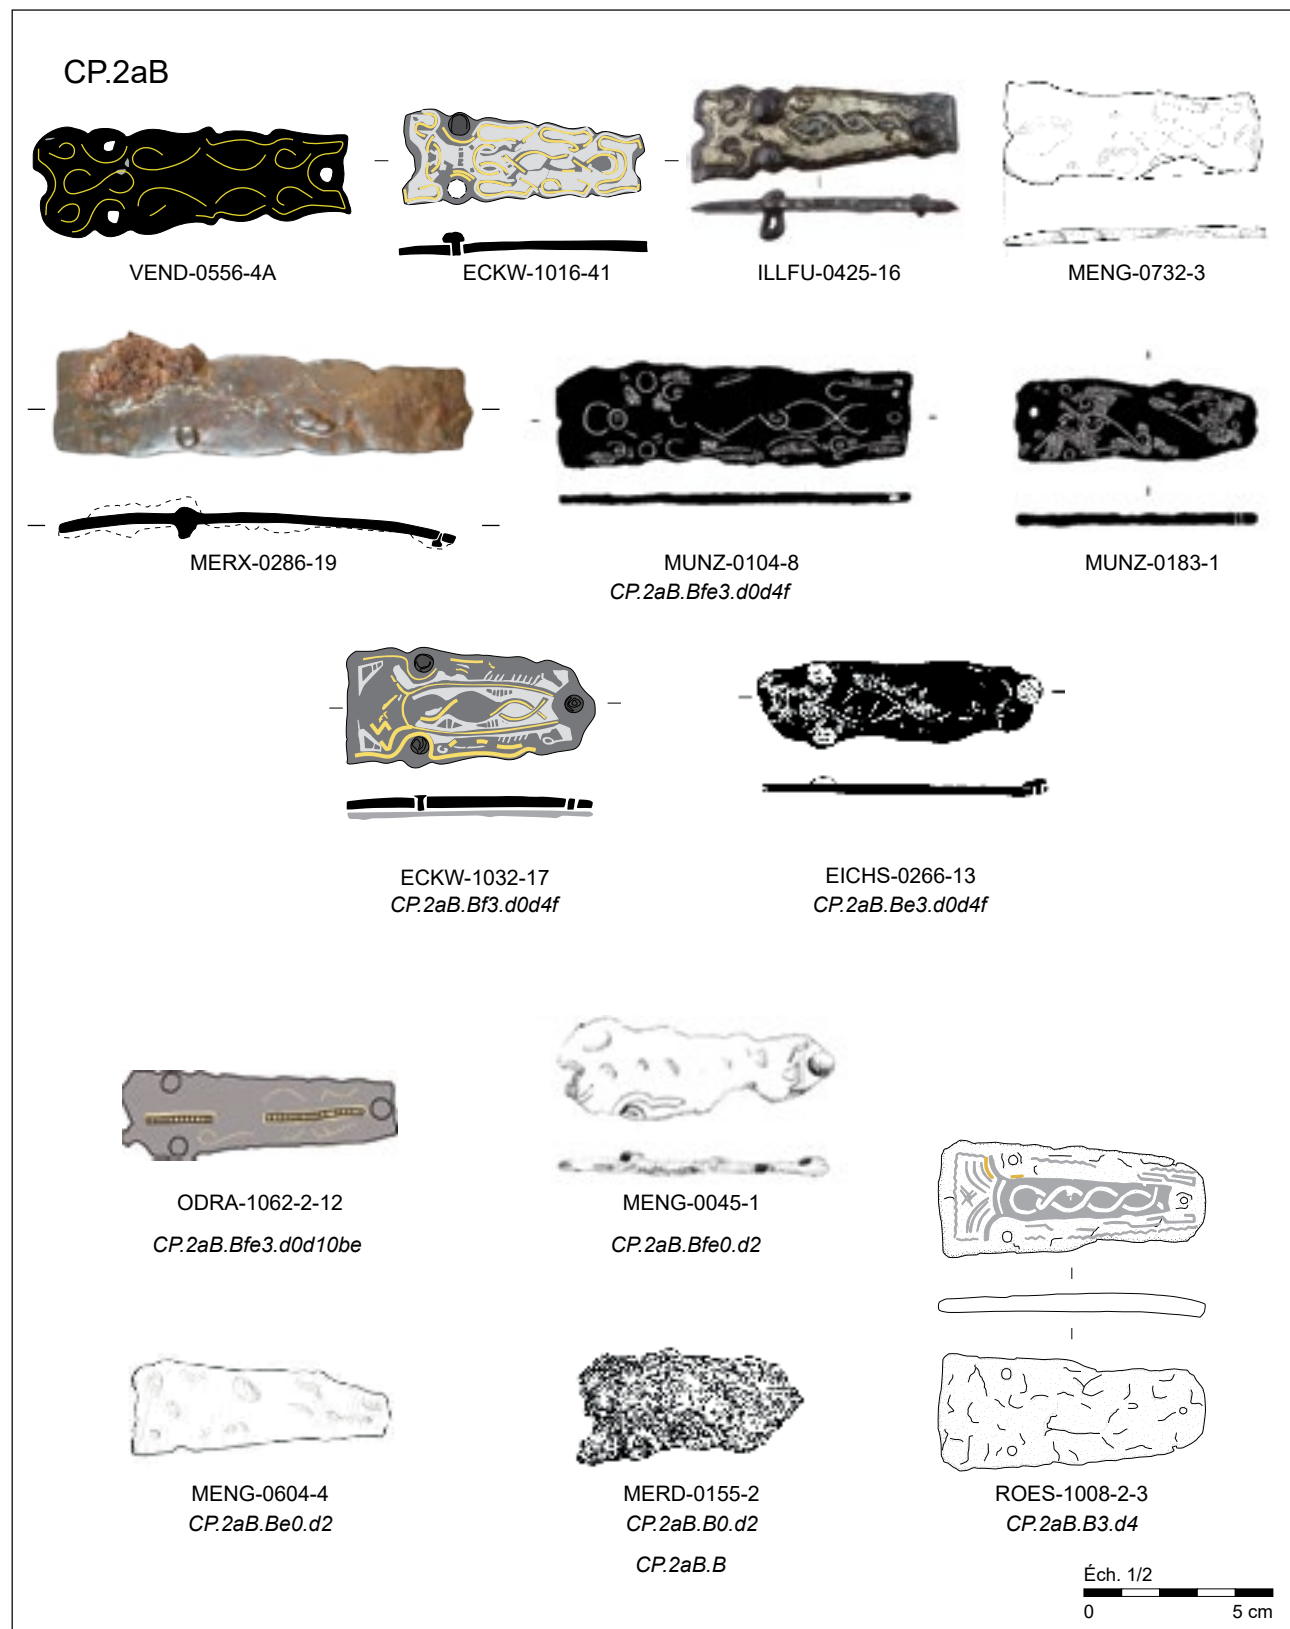 CP.2aB
VEND-0556-4A
ECKW-1016-41
ILLFU-0425-16
MENG-0732-3
MERX-0286-19
MUNZ-0104-8
CP.2aB.Bfe3.d0d4f
MUNZ-0183-1
ECKW-1032-17
CP.2aB.Bf3.d0d4f
EICHS-0266-13
CP.2aB.Be3.d0d4f
ODRA-1062-2-12
CP.2aB.Bfe3.d0d10be
MENG-0045-1
CP.2aB.Bfe0.d2
MENG-0604-4
CP.2aB.Be0.d2
MERD-0155-2
CP.2aB.B0.d2
CP.2aB.B
ROES-1008-2-3
CP.2aB.B3.d4
Éch. 1/2
0 5 cm